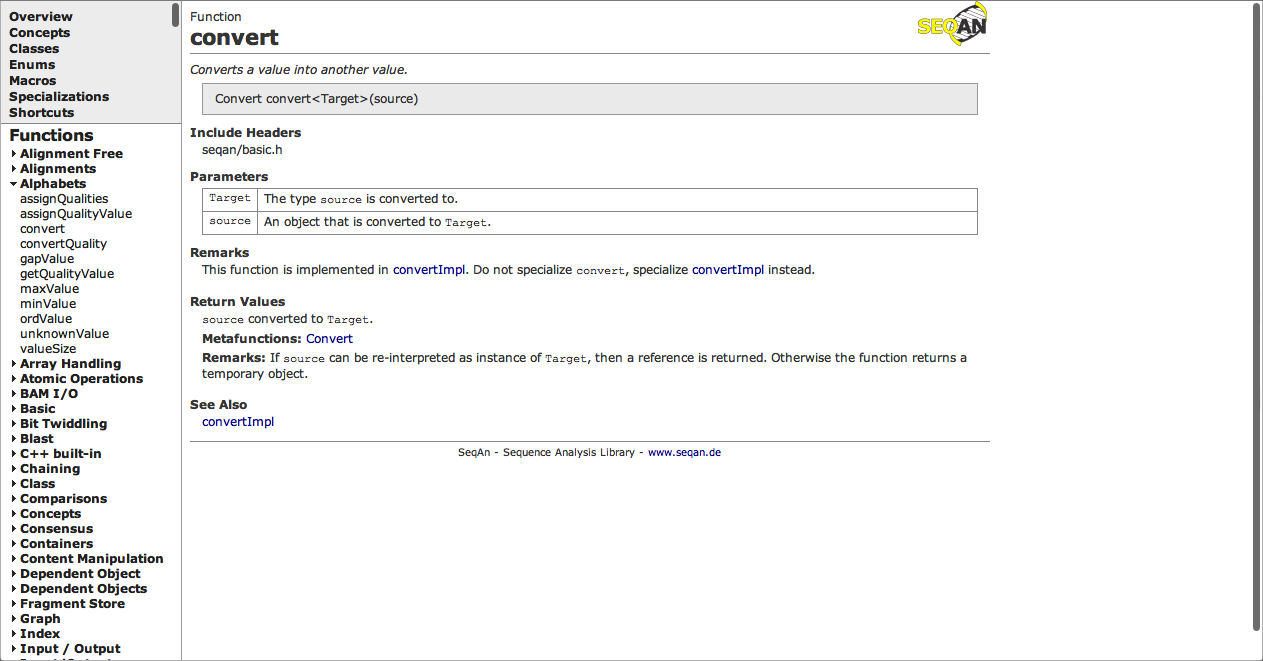 Overview
Concepts
Classes
Enums
Macros
Specializations
Shortcuts
Functions
Alignment Free
Alignments
Alphabets
assignQualities
assignQualityValue
convert
convertQuality
gapValue
getQualityValue
maxValue
minValue
ordValue
unknownValue
valueSize
Array Handling
Atomic Operations
BAM I/O
Basic
Bit Twiddling
Blast
C++ built-in
Chaining
Class
Comparisons
Concepts
Consensus
Containers
Content Manipulation
Dependent Object
Dependent Objects
Fragment Store
Graph
Index
Input / Output
Function
convert
SEQAN
Converts a value into another value.
Convert convert<Target>(source)
Include Headers
seqan/basic.h
Parameters
Target The type source is converted to.
source An object that is converted to Target.
Remarks
This function is implemented in convertImpl. Do not specialize convert, specialize convertImpl instead.
Return Values
source converted to Target.
Metafunctions: Convert
Remarks: If source can be re-interpreted as instance of Target, then a reference is returned. Otherwise the function returns a
temporary object.
See Also
convertImpl
SeqAn - Sequence Analysis Library - www.seqan.de